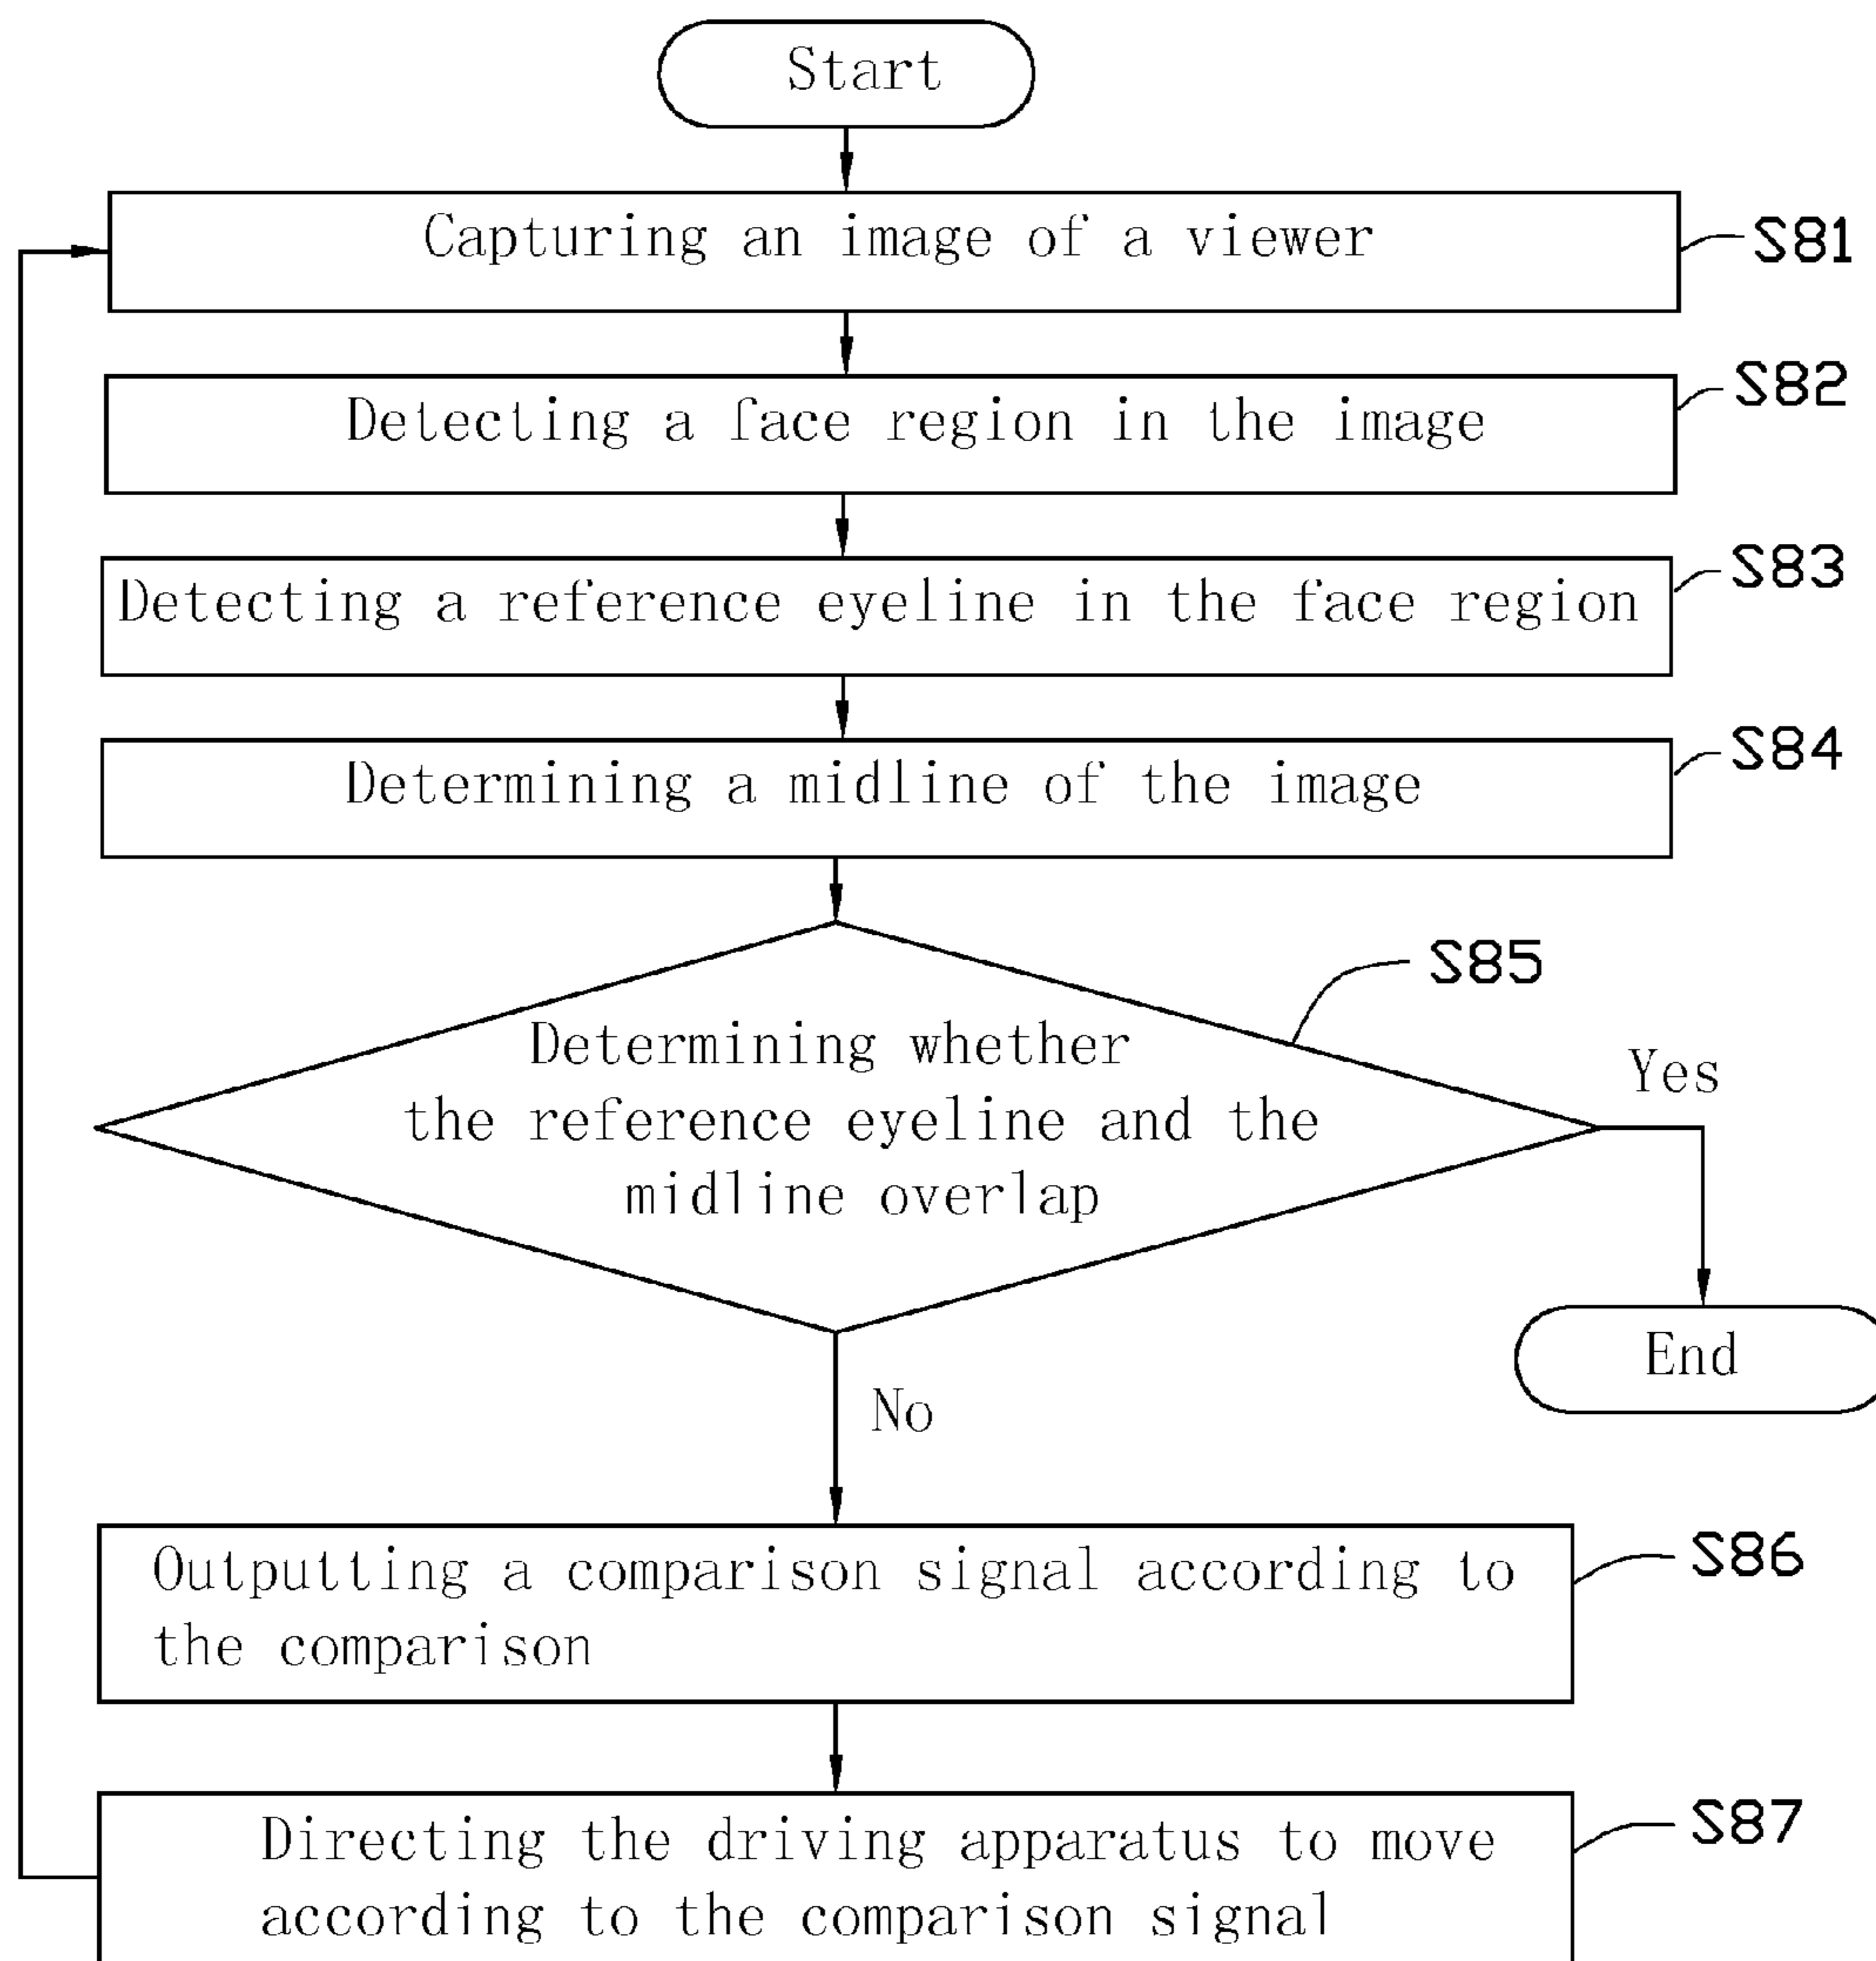 Start
Capturing an image of a viewer
S81
Detecting a face region in the image
S82
Detecting a reference eyeline in the face region
S83
Determining a midline of the image
S84
Determining whether
the reference eyeline and the
midline overlap
S85
Yes
End
No
Outputting a comparison signal according to
the comparison
S86
Directing the driving apparatus to move
according to the comparison signal
S87